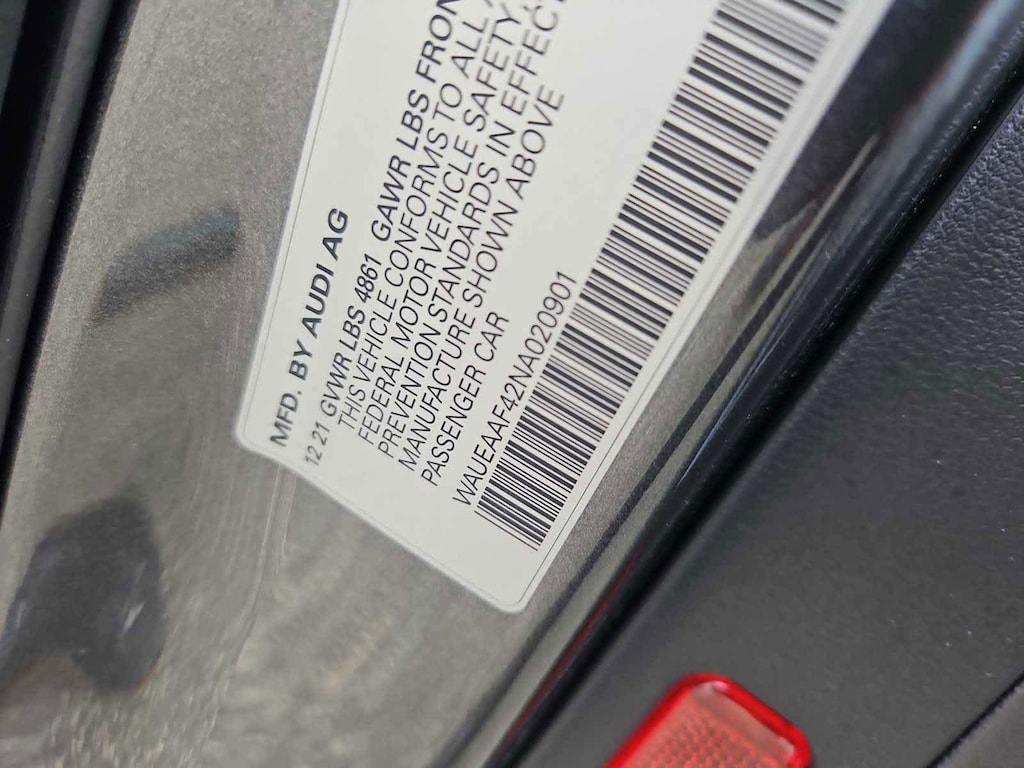 MFD. BY AUDI AG
12.21 GVWR LBS 4861 GAWR LBS FRON
THIS VEHICLE CONFORMS TO ALL
FEDERAL MOTOR VEHICLE SAFETY,
PREVENTION STANDARDS IN EFFECT
MANUFACTURE SHOWN ABOVE
PASSENGER CAR
WAUEAAF42NA020901